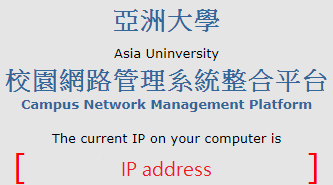 亞洲大學
Asia Uninversity
校園網路管理系統整合平台
Campus Network Management Platform
The current IP on your computer is
[ IP address ]